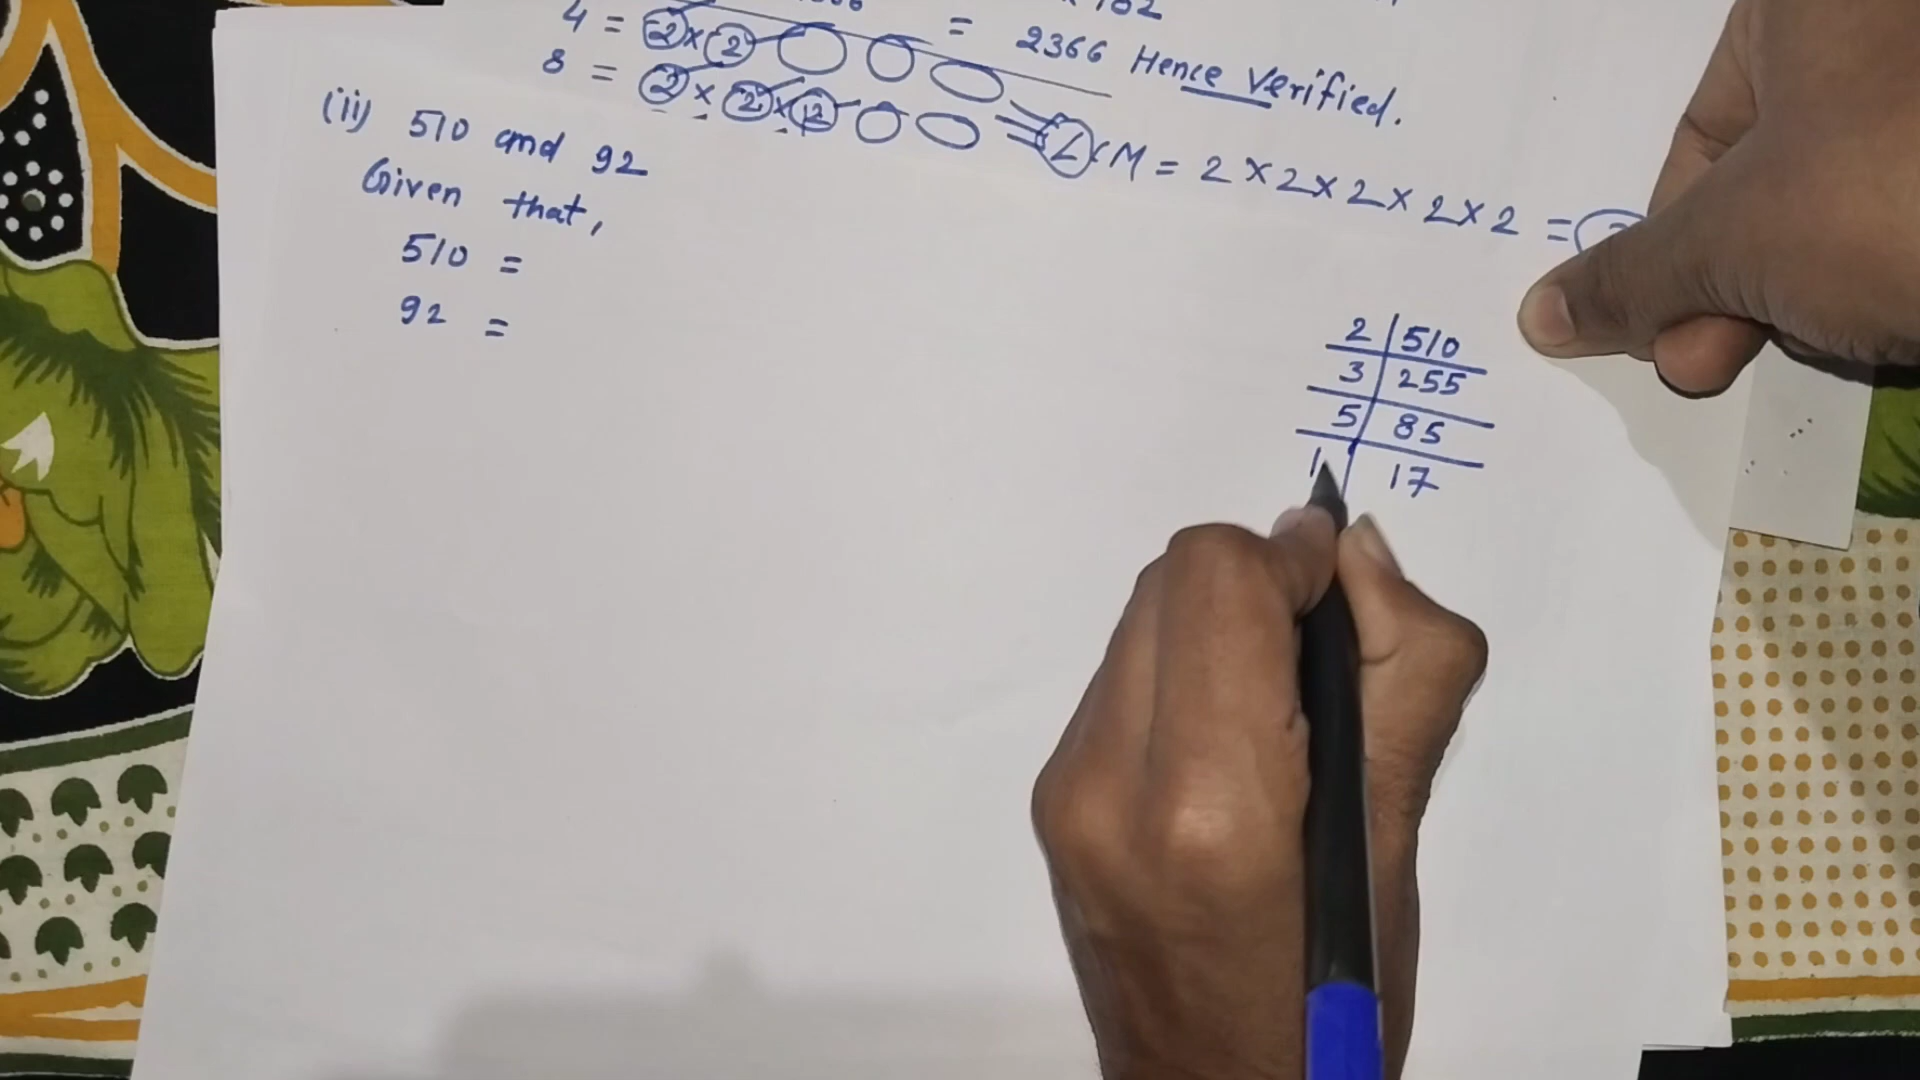 = 2366 Hence Verified.
4 = 2 × 2
8 = 2 × 2 × 2
LCM = 2 × 2 × 2 × 2 × 2 =
(ii) 510 and 92
Given that,
510 =
92 =
2 | 510
3 | 255
5 | 85
1 | 17